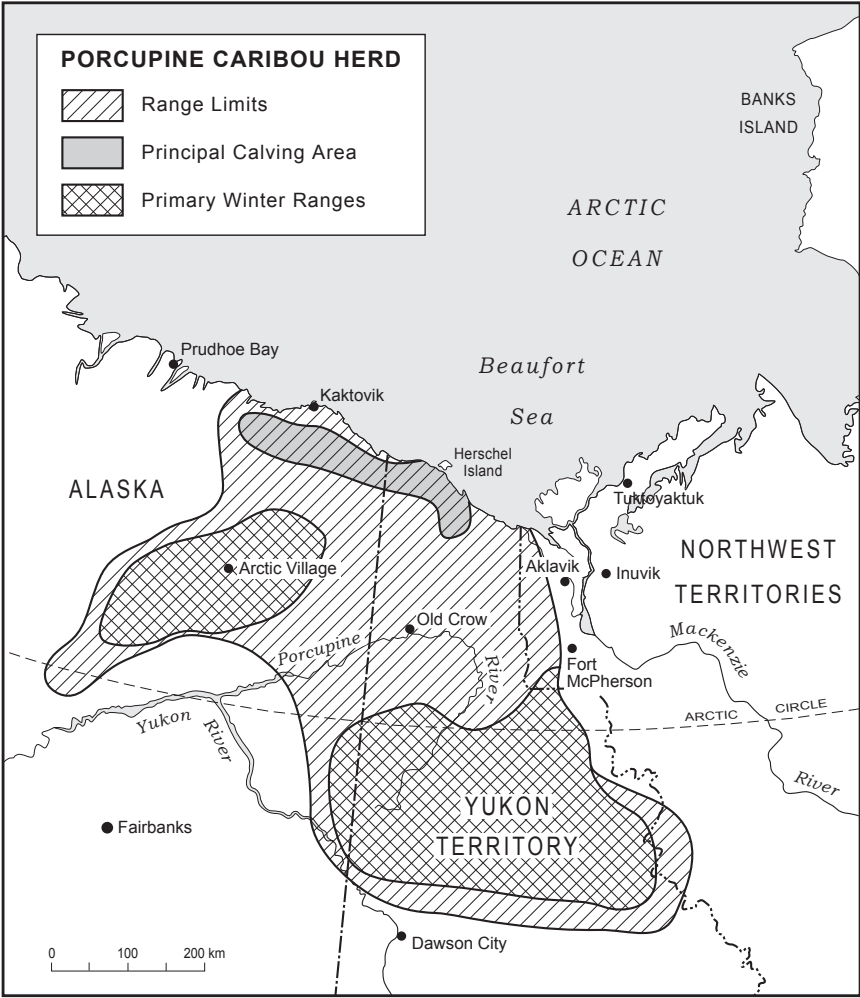 PORCUPINE CARIBOU HERD
Range Limits
Principal Calving Area
Primary Winter Ranges
BANKS
ISLAND
ARCTIC
OCEAN
Prudhoe Bay
Beaufort
Sea
Kaktovik
Herschel
Island
ALASKA
Tuktoyaktuk
NORTHWEST
TERRITORIES
Arctic Village
Aklavik
Inuvik
Old Crow
Porcupine
River
Mackenzie
River
Fort
McPherson
ARCTIC CIRCLE
Yukon
River
YUKON
TERRITORY
Fairbanks
Dawson City
0 100 200 km